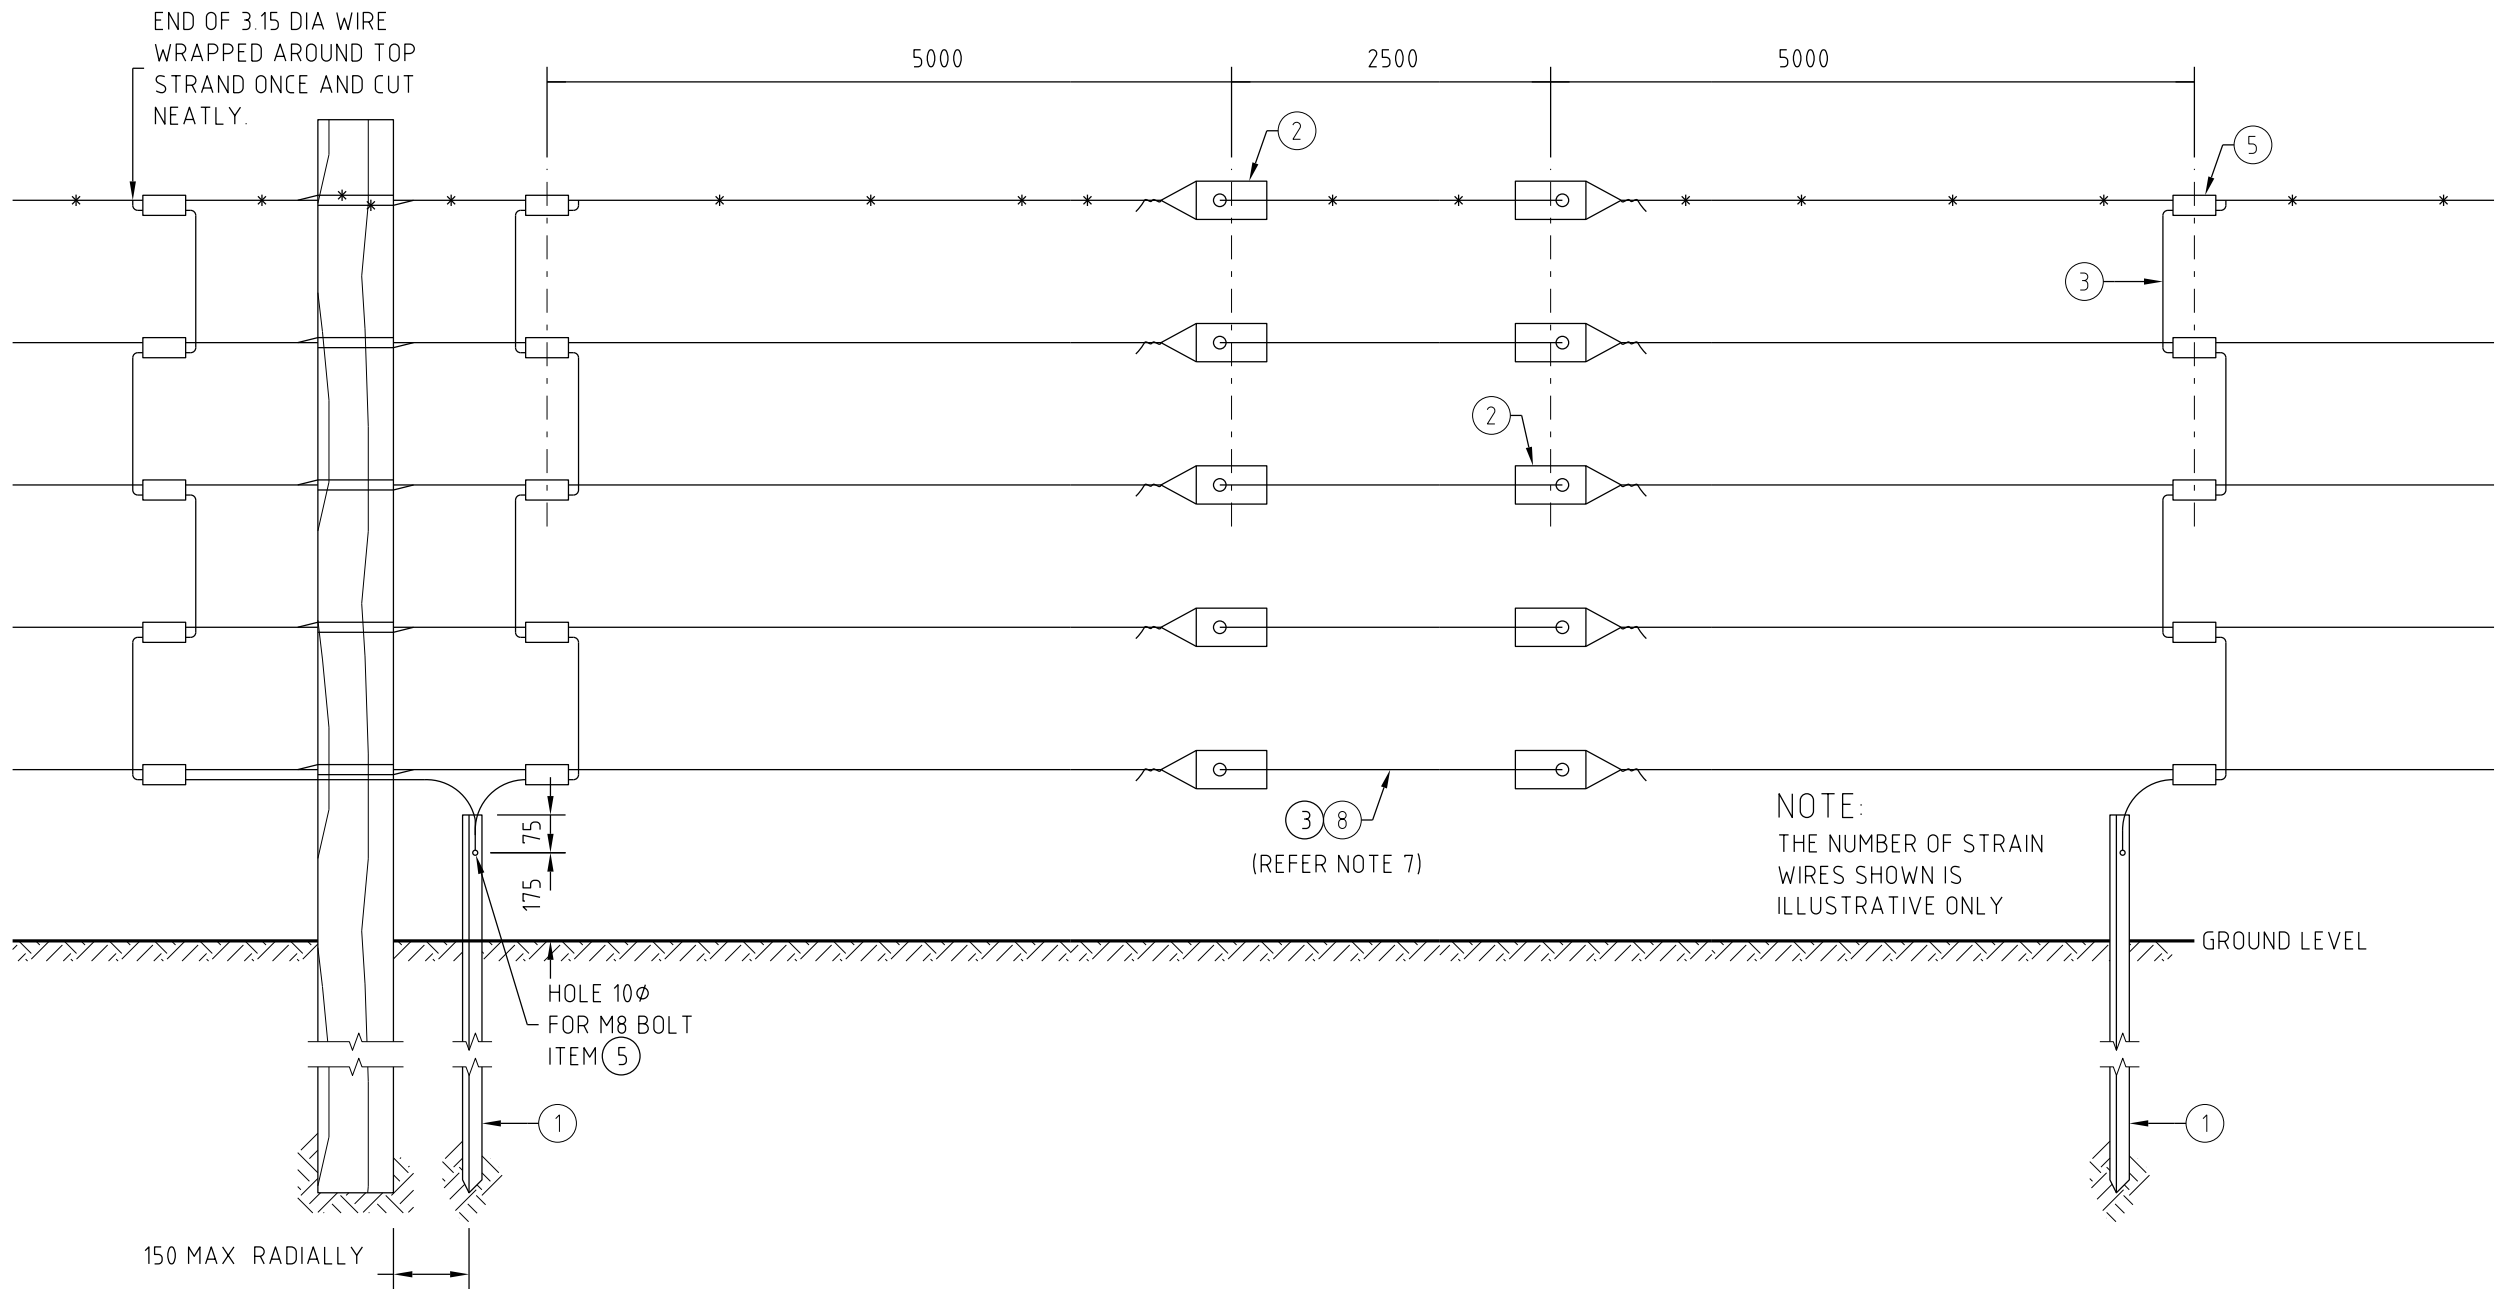 END OF 3.15 DIA WIRE
WRAPPED AROUND TOP
STRAND ONCE AND CUT
NEATLY.
5000
2500
5000
2
5
3
2
75
175
3 8
(REFER NOTE 7)
NOTE:
THE NUMBER OF STRAIN
WIRES SHOWN IS
ILLUSTRATIVE ONLY
GROUND LEVEL
HOLE 10ø
FOR M8 BOLT
ITEM 5
1
1
150 MAX RADIALLY